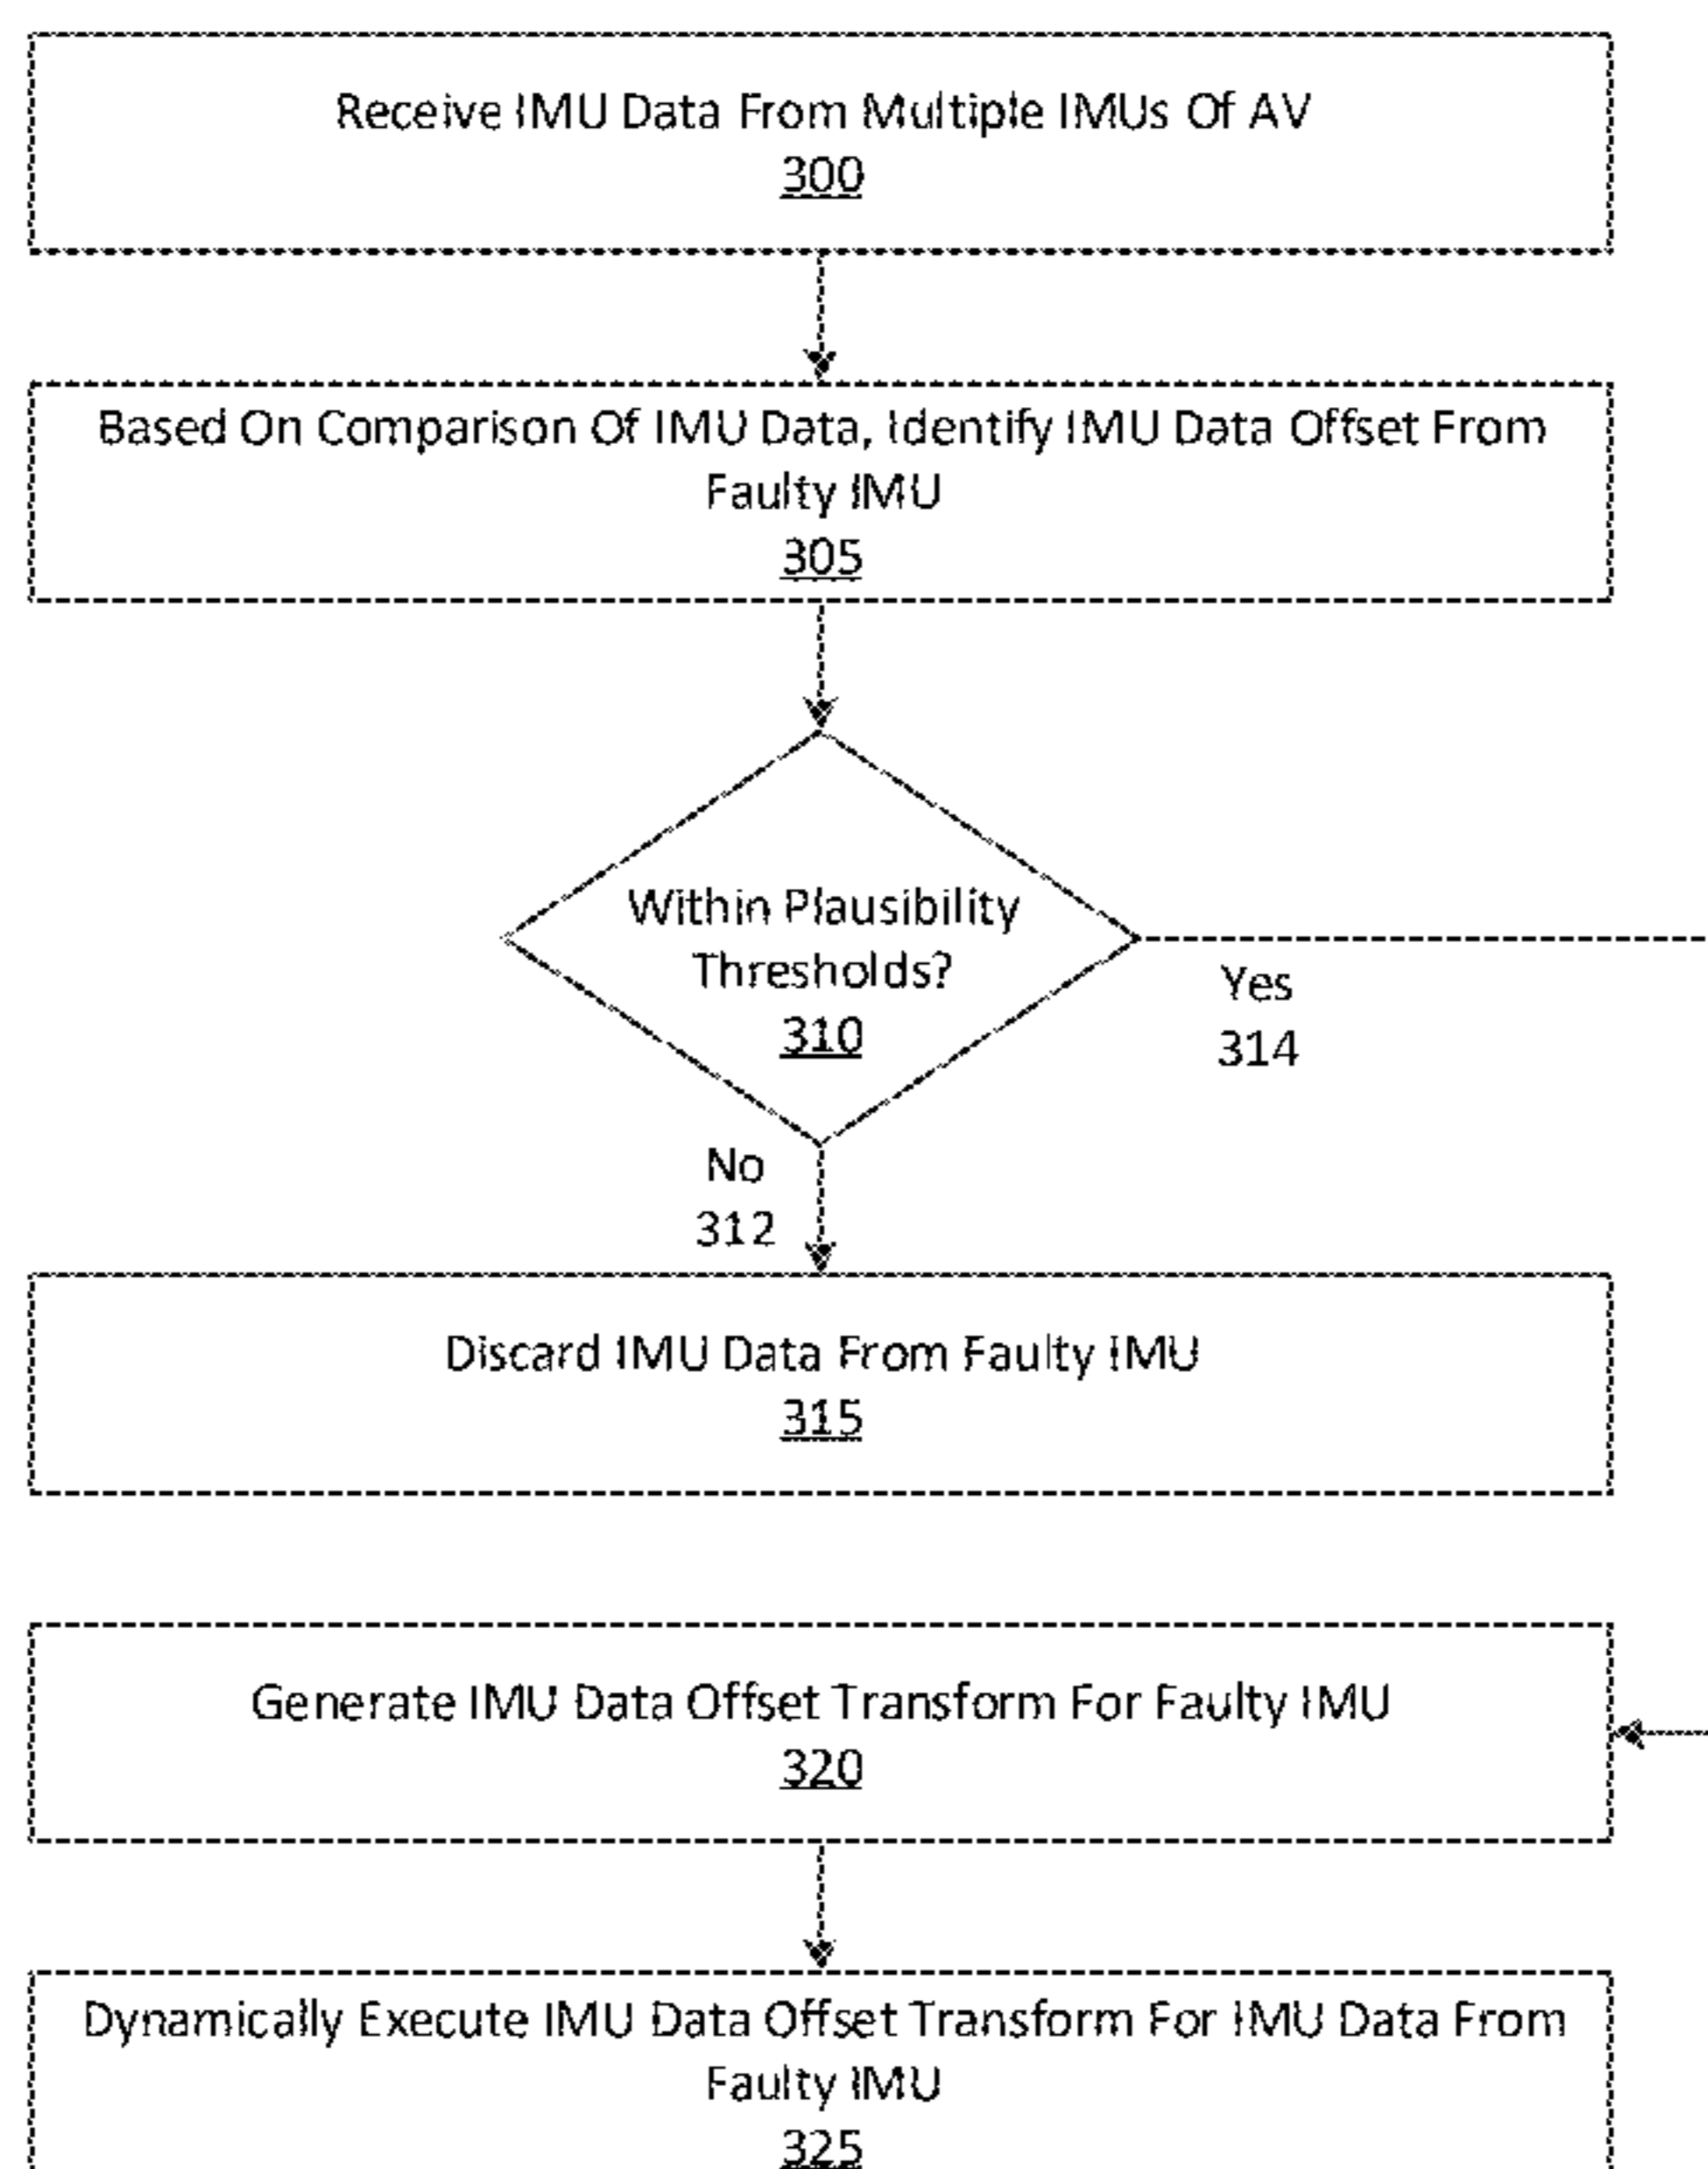 Receive IMU Data From Multiple IMUs Of AV
300
Based On Comparison Of IMU Data, Identify IMU Data Offset From
Faulty IMU
305
Within Plausibility
Thresholds?
310
Yes
314
No
312
Discard IMU Data From Faulty IMU
315
Generate IMU Data Offset Transform For Faulty IMU
320
Dynamically Execute IMU Data Offset Transform For IMU Data From
Faulty IMU
325